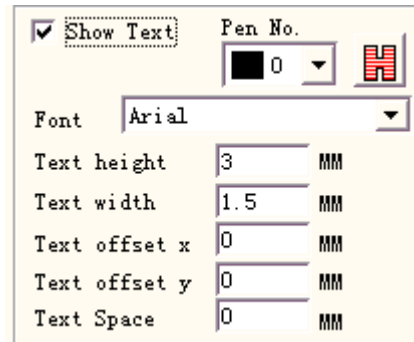 Show Text Pen No.
0
Font Arial
Text height 3 MM
Text width 1.5 MM
Text offset x 0 MM
Text offset y 0 MM
Text Space 0 MM